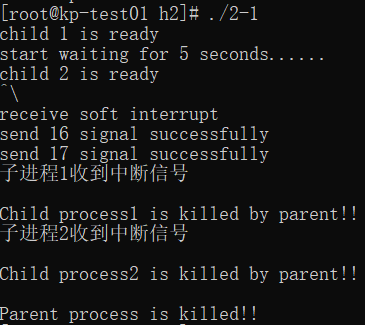 [root@kp-test01 h2]# ./2-1
child 1 is ready
start waiting for 5 seconds......
child 2 is ready
^\
receive soft interrupt
send 16 signal successfully
send 17 signal successfully
子进程1收到中断信号
Child process1 is killed by parent!!
子进程2收到中断信号
Child process2 is killed by parent!!
Parent process is killed!!